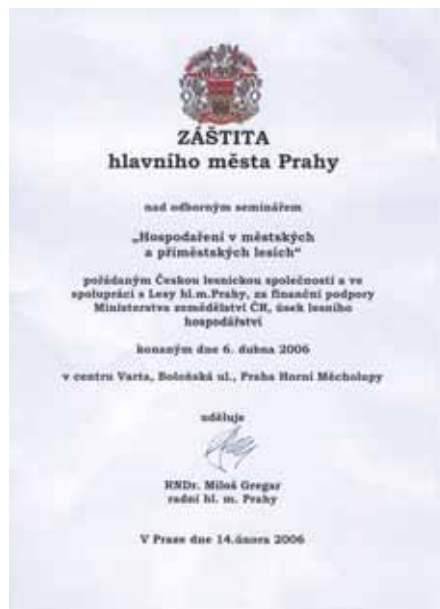 ZÁŠTITA
hlavního města Prahy
nad odborným seminářem
„Hospodaření v městských
a příměstských lesích“
pořádaným Českou lesnickou společností a ve
spolupráci s Lesy hl.m.Prahy, za finanční podpory
Ministerstva zemědělství ČR, úsek lesního
hospodářství
konaným dne 6. dubna 2006
v centru Varta, Boloňská ul., Praha Horní Měcholupy
uděluje
RNDr. Miloš Gregar
radní hl. m. Prahy
V Praze dne 14.února 2006